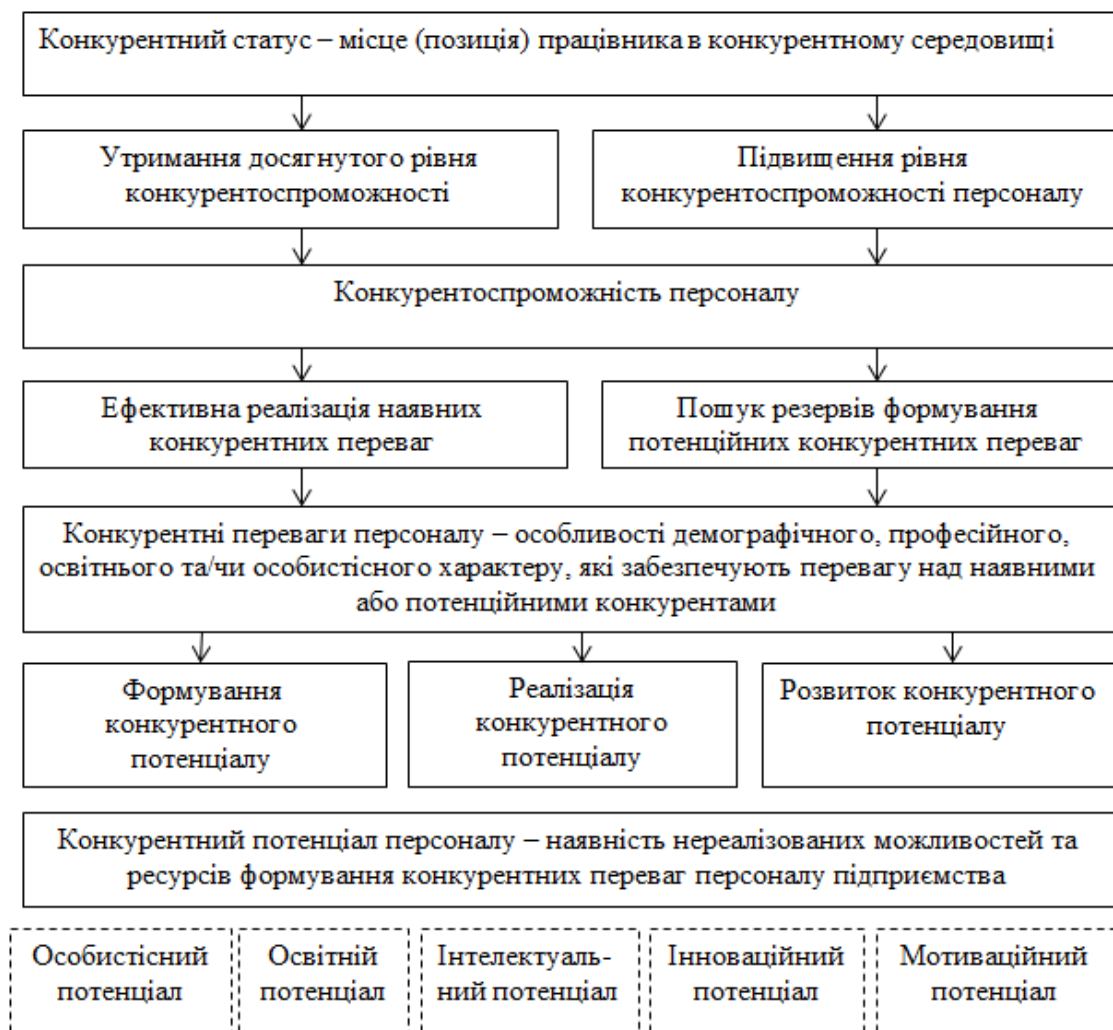 Конкурентний статус – місце (позиція) працівника в конкурентному середовищі
Утримання досягнутого рівня
конкурентоспроможності
Підвищення рівня
конкурентоспроможності персоналу
Конкурентоспроможність персоналу
Ефективна реалізація наявних
конкурентних переваг
Пошук резервів формування
потенційних конкурентних переваг
Конкурентні переваги персоналу – особливості демографічного, професійного,
освітнього та/чи особистісного характеру, які забезпечують перевагу над наявними
або потенційними конкурентами
Формування
конкурентного
потенціалу
Реалізація
конкурентного
потенціалу
Розвиток конкурентного
потенціалу
Конкурентний потенціал персоналу – наявність нереалізованих можливостей та
ресурсів формування конкурентних переваг персоналу підприємства
Особистісний
потенціал
Освітній
потенціал
Інтелектуаль-
ний потенціал
Інноваційний
потенціал
Мотиваційний
потенціал